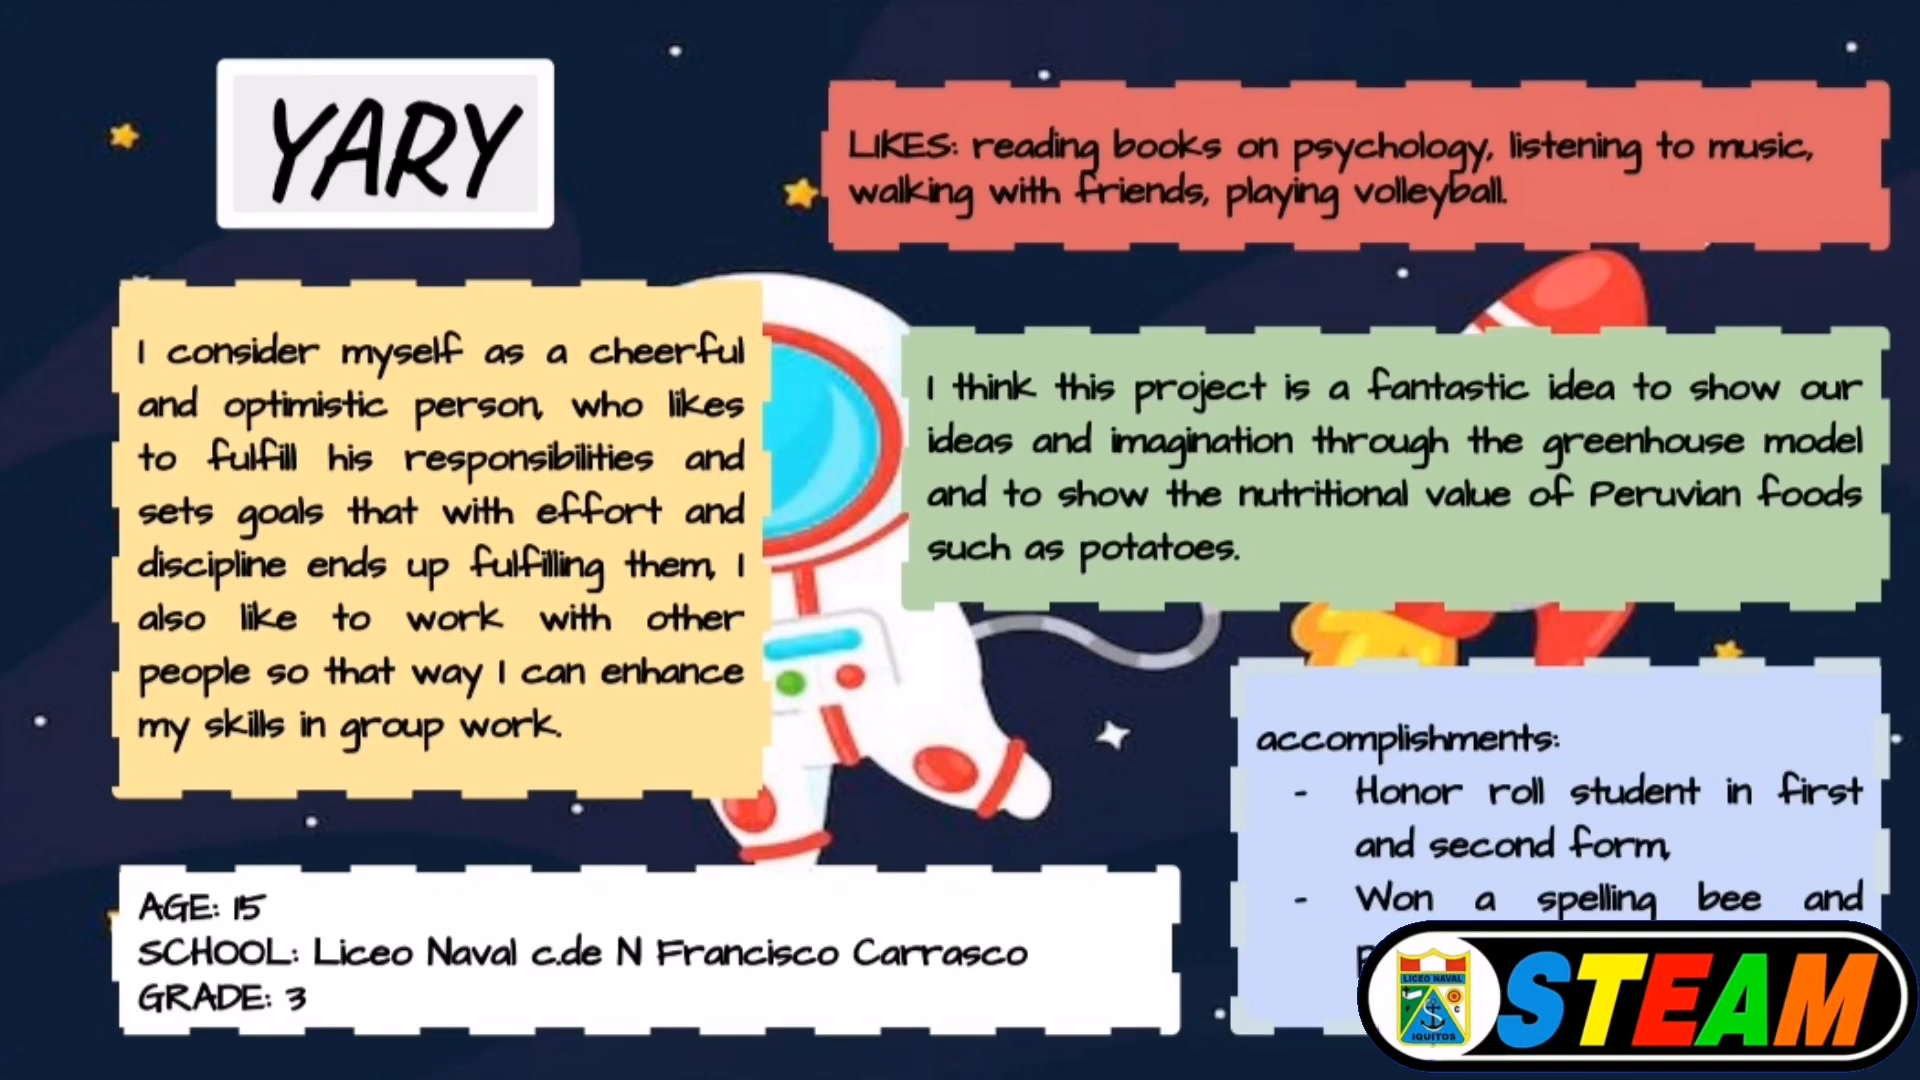 YARY
LIKES: reading books on psychology, listening to music,
walking with friends, playing volleyball.
I consider myself as a cheerful
and optimistic person, who likes
to fulfill his responsibilities and
sets goals that with effort and
discipline ends up fulfilling them, I
also like to work with other
people so that way I can enhance
my skills in group work.
I think this project is a fantastic idea to show our
ideas and imagination through the greenhouse model
and to show the nutritional value of Peruvian foods
such as potatoes.
accomplishments:
- Honor roll student in first
and second form,
- Won a spelling bee and
AGE: 15
SCHOOL: Liceo Naval c.de N Francisco Carrasco
GRADE: 3
LICEO NAVAL
F C
IQUITOS
STEAM